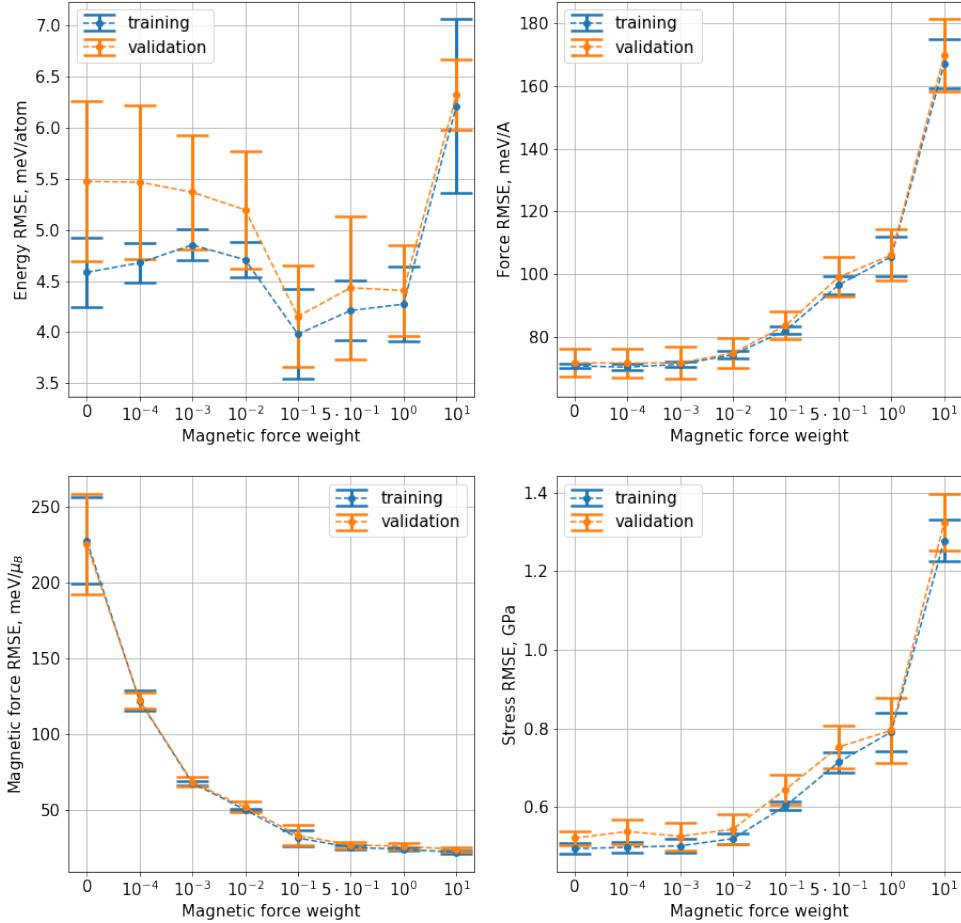 training
validation
7.0
6.5
6.0
5.5
5.0
4.5
4.0
3.5
Energy RMSE, meV/atom
0 10⁻⁴ 10⁻³ 10⁻² 10⁻¹ 5·10⁻¹ 10⁰ 10¹
Magnetic force weight
training
validation
180
160
140
120
100
80
Force RMSE, meV/A
0 10⁻⁴ 10⁻³ 10⁻² 10⁻¹ 5·10⁻¹ 10⁰ 10¹
Magnetic force weight
training
validation
250
200
150
100
50
Magnetic force RMSE, meV/μ_B
0 10⁻⁴ 10⁻³ 10⁻² 10⁻¹ 5·10⁻¹ 10⁰ 10¹
Magnetic force weight
training
validation
1.4
1.2
1.0
0.8
0.6
Stress RMSE, GPa
0 10⁻⁴ 10⁻³ 10⁻² 10⁻¹ 5·10⁻¹ 10⁰ 10¹
Magnetic force weight